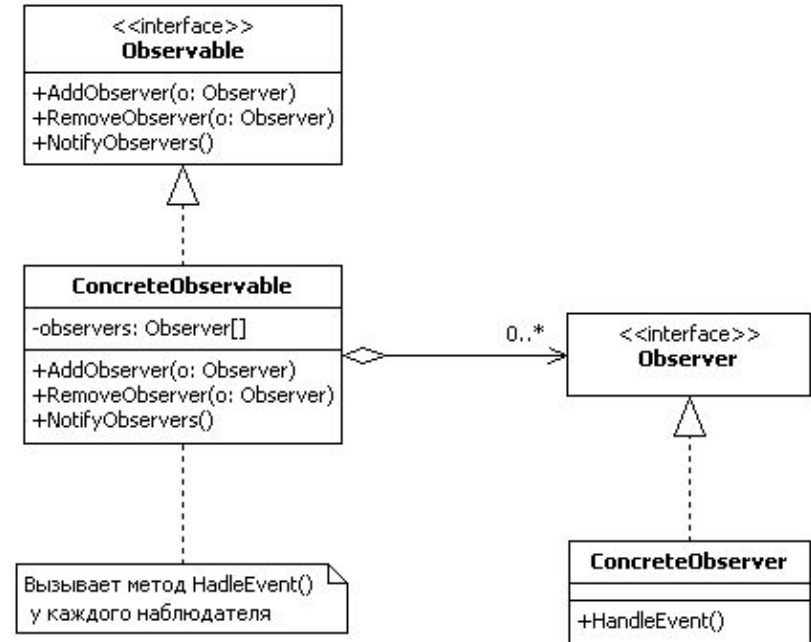 <<interface>>
Observable
+AddObserver(o: Observer)
+RemoveObserver(o: Observer)
+NotifyObservers()
ConcreteObservable
-observers: Observer[]
+AddObserver(o: Observer)
+RemoveObserver(o: Observer)
+NotifyObservers()
0..*
<<interface>>
Observer
Вызывает метод HadleEvent()
у каждого наблюдателя
ConcreteObserver
+HandleEvent()